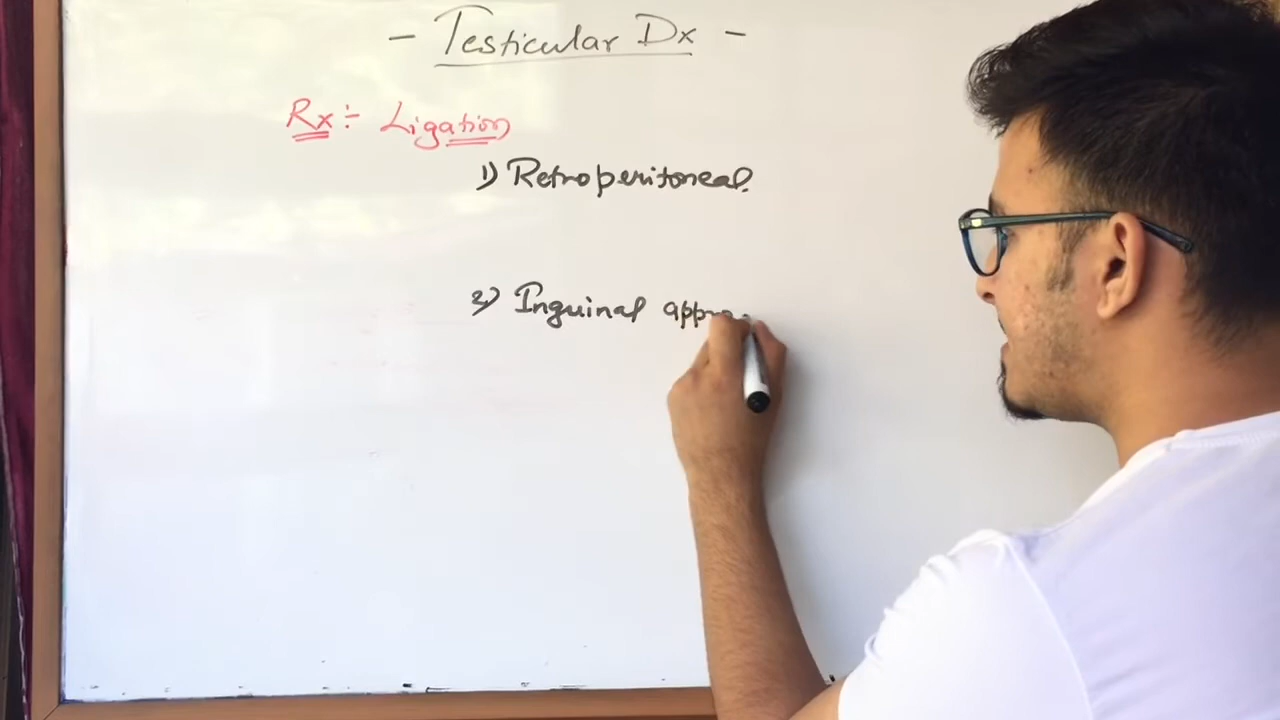 - Testicular Dx -
Rx:- Ligation
1) Retroperitoneal.
2) Inguinal